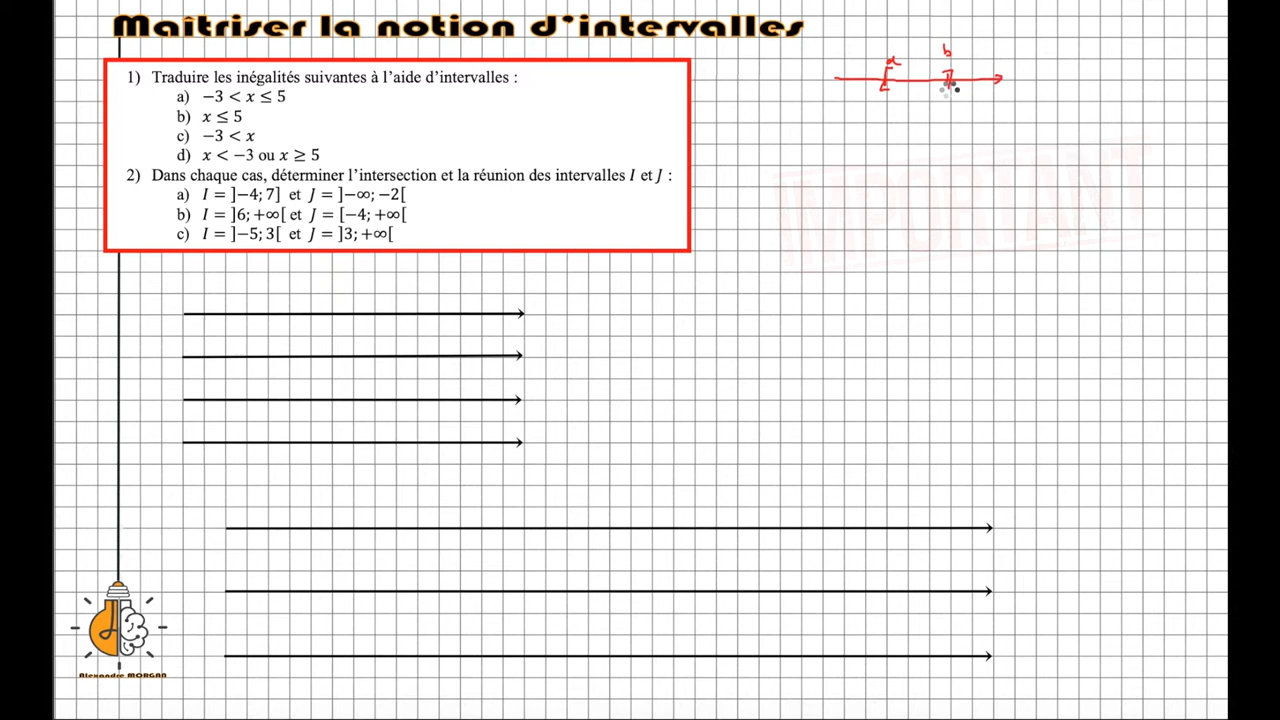 Maîtriser la notion d'intervalles
1) Traduire les inégalités suivantes à l'aide d'intervalles :
a) −3 < x ≤ 5
b) x ≤ 5
c) −3 < x
d) x < −3 ou x ≥ 5
2) Dans chaque cas, déterminer l'intersection et la réunion des intervalles I et J :
a) I = ]−4; 7] et J = ]−∞; −2[
b) I = ]6; +∞[ et J = [−4; +∞[
c) I = ]−5; 3[ et J = ]3; +∞[
a b
[ ]
IMPORTANT
Alexandre MORGAN